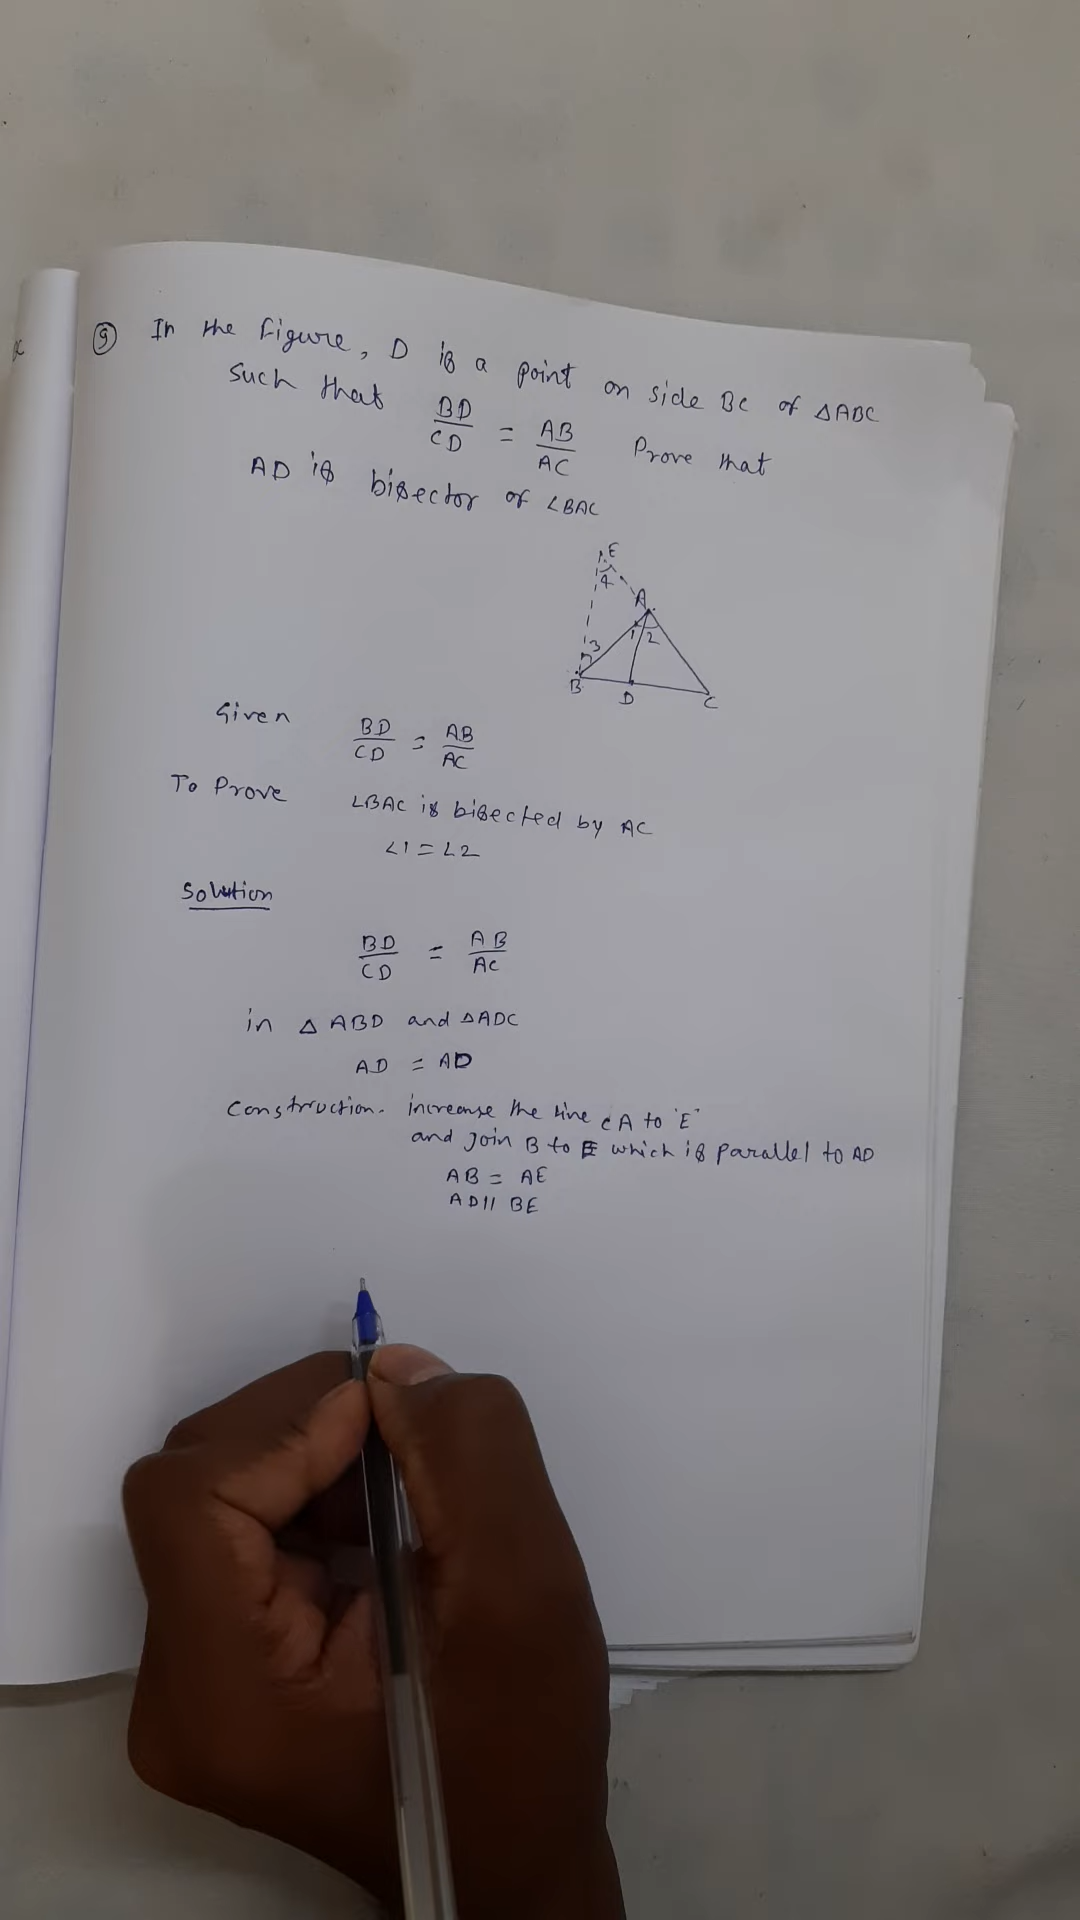 9 In the figure, D is a point on side BC of △ABC
such that BD/CD = AB/AC Prove that
AD is bisector of ∠BAC
E
4
A
1 2
3
B D C
Given BD/CD = AB/AC
To Prove ∠BAC is bisected by AC
∠1 = ∠2
Solution
BD/CD = AB/AC
in △ ABD and △ADC
AD = AD
Construction. increase the line CA to "E"
and join B to E which is parallel to AD
AB = AE
AD || BE